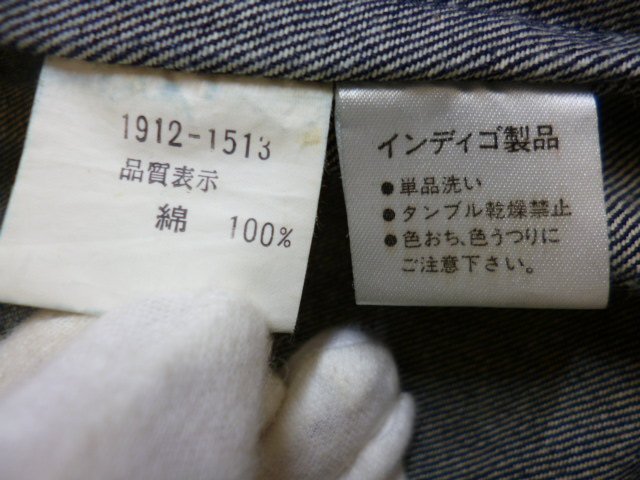 1912-1513
品質表示
綿 100%
インディゴ製品
●単品洗い
●タンブル乾燥禁止
●色おち、色うつりに
ご注意下さい。